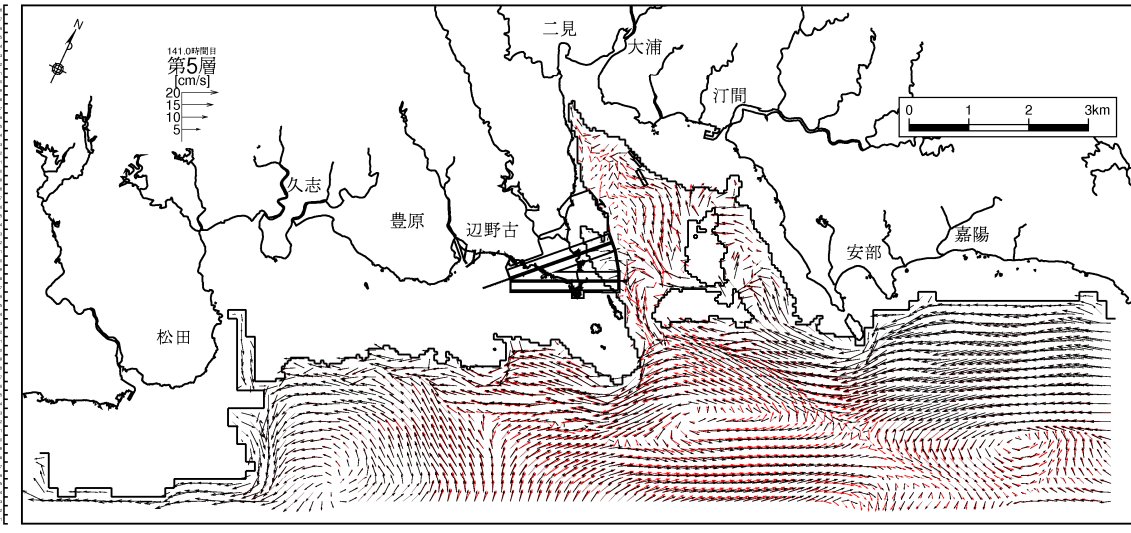 N
141.0時間目
第5層
[cm/s]
20
15
10
5
二見
大浦
汀間
0 1 2 3km
久志
豊原
辺野古
安部
嘉陽
松田